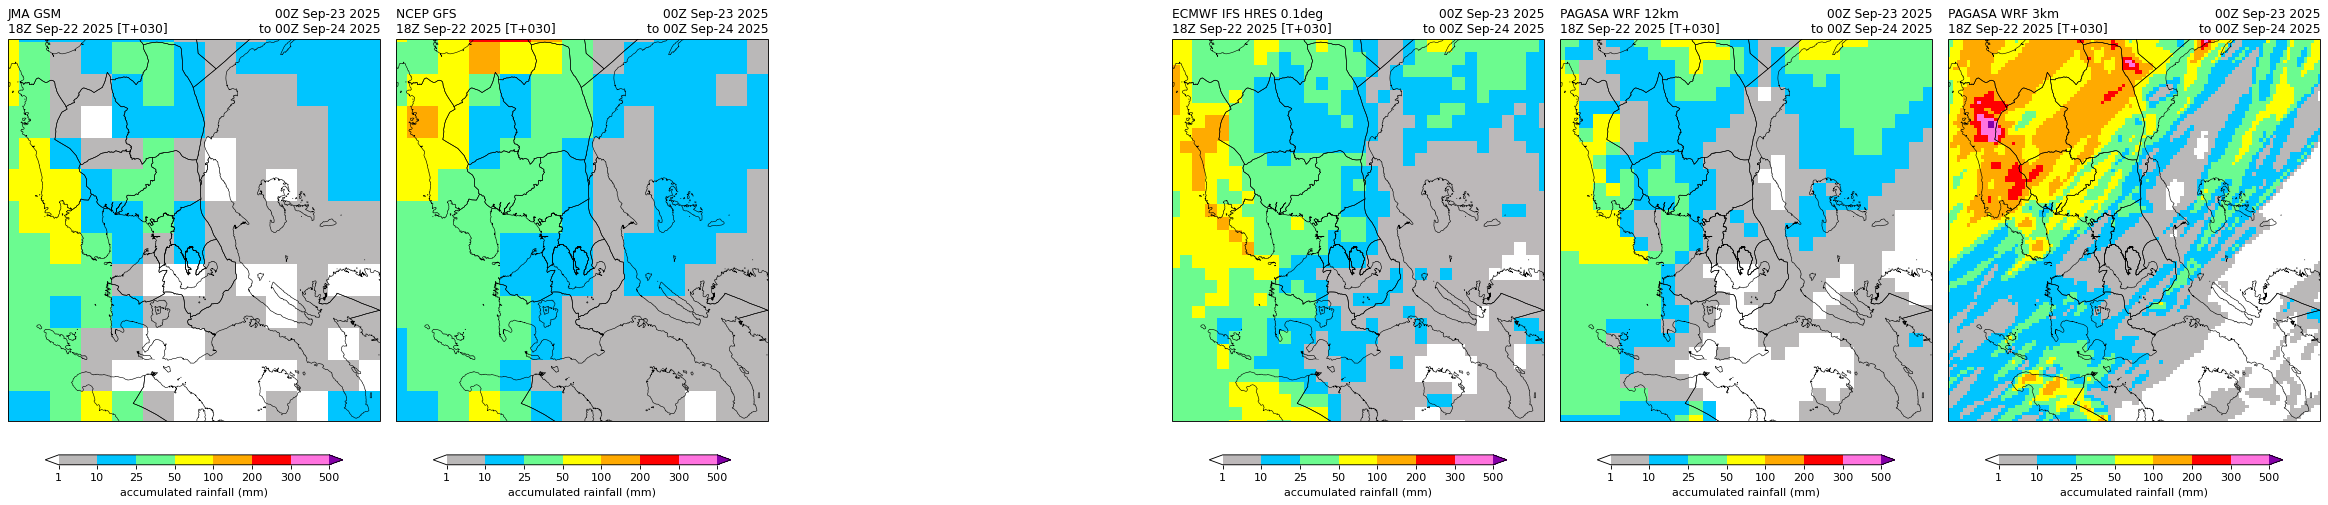 JMA GSM 00Z Sep-23 2025
18Z Sep-22 2025 [T+030] to 00Z Sep-24 2025
1 10 25 50 100 200 300 500
accumulated rainfall (mm)
NCEP GFS 00Z Sep-23 2025
18Z Sep-22 2025 [T+030] to 00Z Sep-24 2025
1 10 25 50 100 200 300 500
accumulated rainfall (mm)
ECMWF IFS HRES 0.1deg 00Z Sep-23 2025
18Z Sep-22 2025 [T+030] to 00Z Sep-24 2025
1 10 25 50 100 200 300 500
accumulated rainfall (mm)
PAGASA WRF 12km 00Z Sep-23 2025
18Z Sep-22 2025 [T+030] to 00Z Sep-24 2025
1 10 25 50 100 200 300 500
accumulated rainfall (mm)
PAGASA WRF 3km 00Z Sep-23 2025
18Z Sep-22 2025 [T+030] to 00Z Sep-24 2025
1 10 25 50 100 200 300 500
accumulated rainfall (mm)